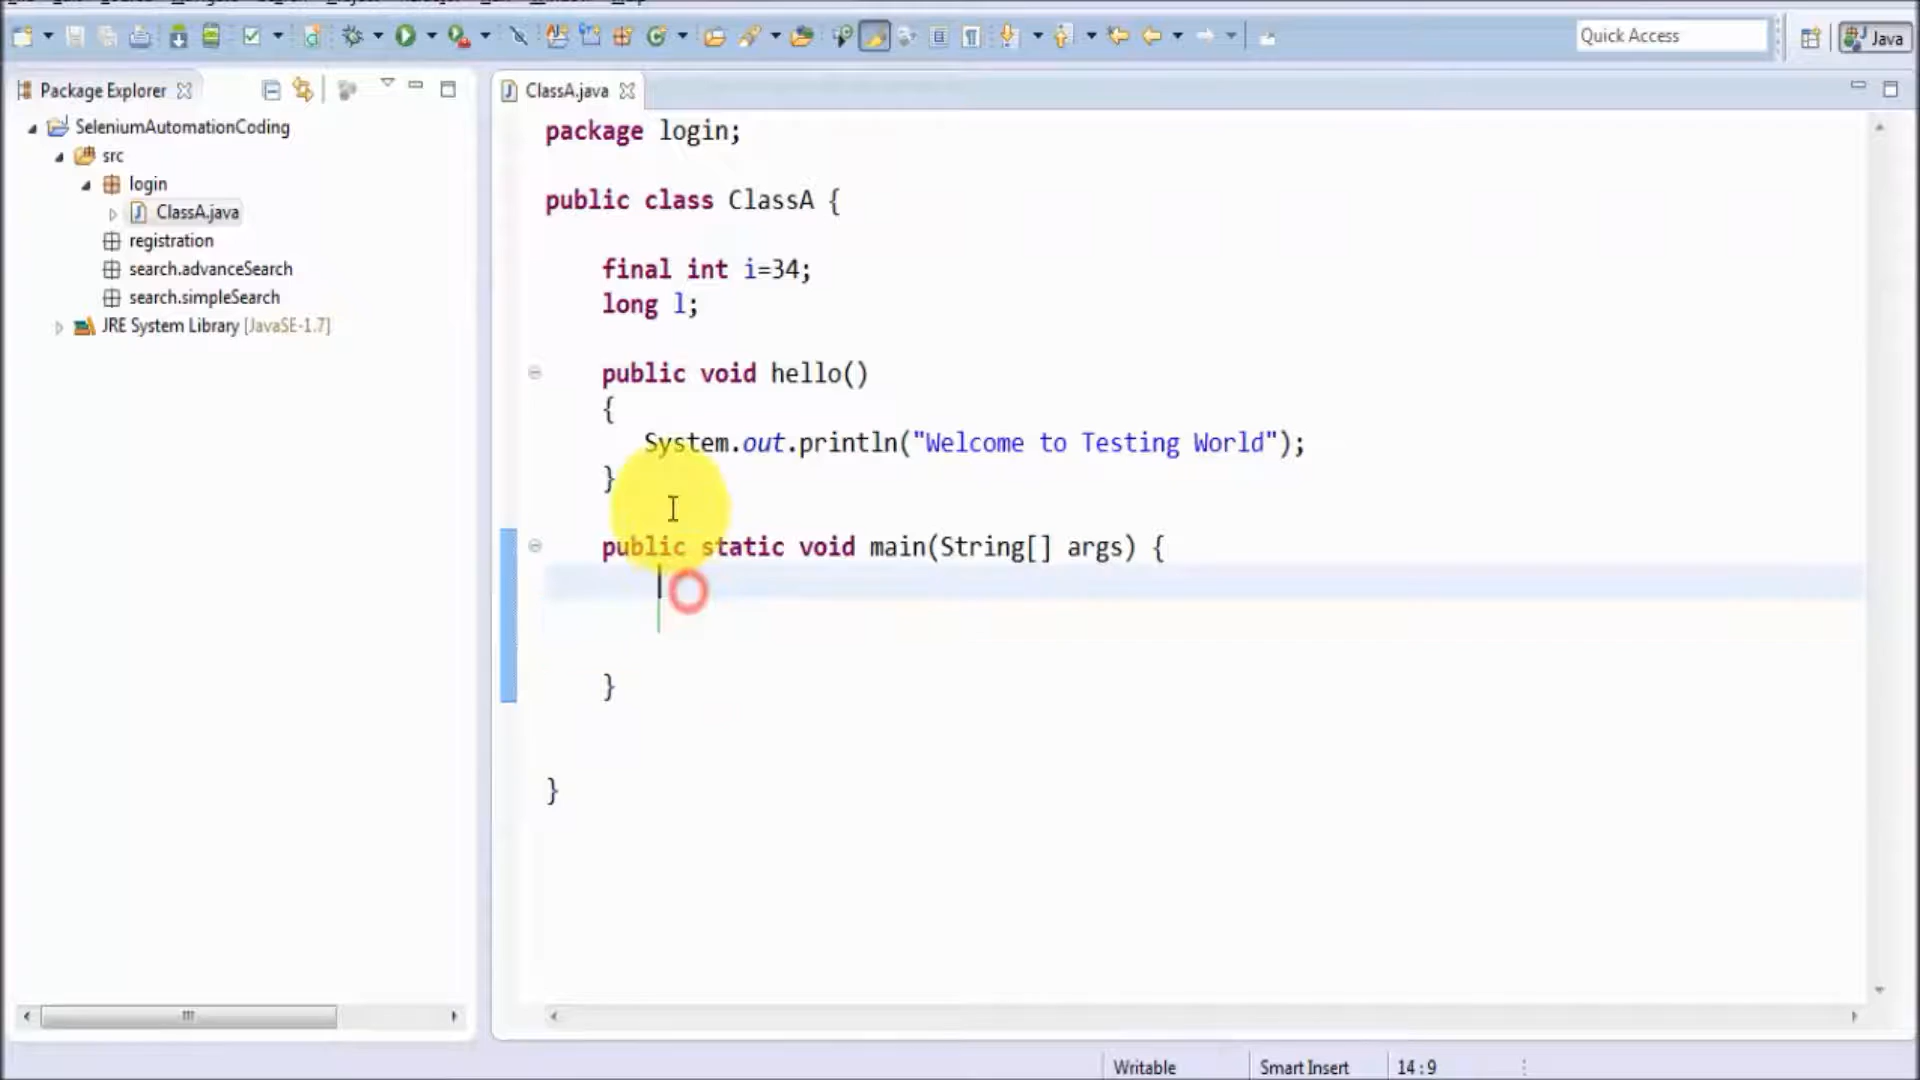 Quick Access
Java
Package Explorer
ClassA.java
SeleniumAutomationCoding
src
login
ClassA.java
registration
search.advanceSearch
search.simpleSearch
JRE System Library [JavaSE-1.7]
package login;
public class ClassA {
final int i=34;
long l;
public void hello()
{
System.out.println("Welcome to Testing World");
}
public static void main(String[] args) {
}
}
Writable
Smart Insert
14:9